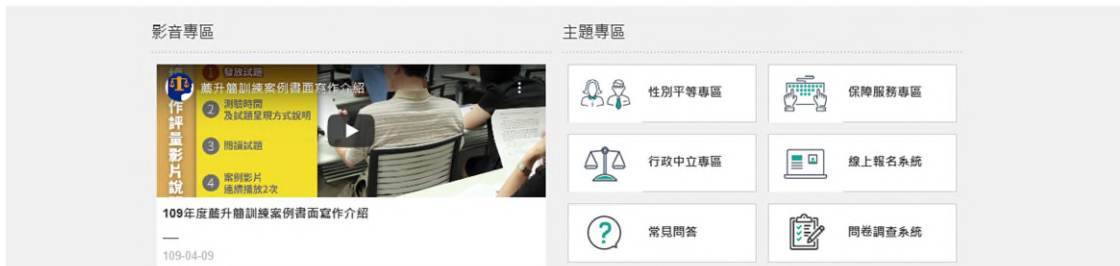 影音專區
1 發放試題
薦升簡訓練案例書面寫作介紹
作評量影片說
2 測驗時間
及試題呈現方式說明
3 閱讀試題
4 案例影片
連續播放2次
109年度薦升簡訓練案例書面寫作介紹
109-04-09
主題專區
性別平等專區
保障服務專區
行政中立專區
線上報名系統
常見問答
問卷調查系統